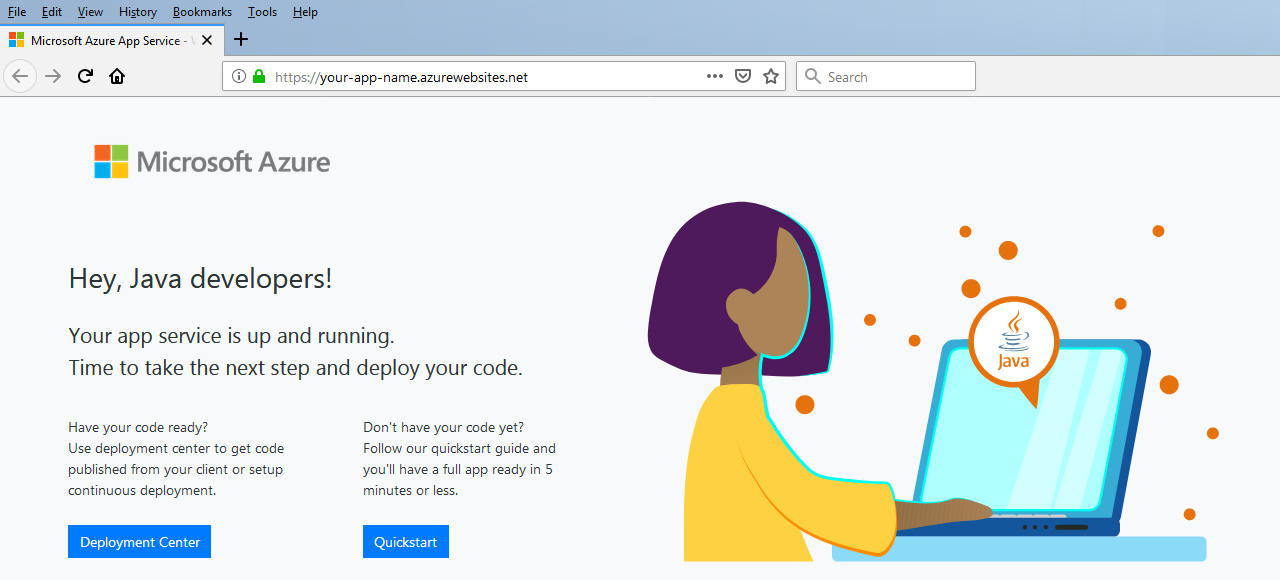 File Edit View History Bookmarks Tools Help
Microsoft Azure App Service -
https://your-app-name.azurewebsites.net
Search
Microsoft Azure
Hey, Java developers!
Your app service is up and running.
Time to take the next step and deploy your code.
Java
Have your code ready?
Use deployment center to get code
published from your client or setup
continuous deployment.
Deployment Center
Don't have your code yet?
Follow our quickstart guide and
you'll have a full app ready in 5
minutes or less.
Quickstart